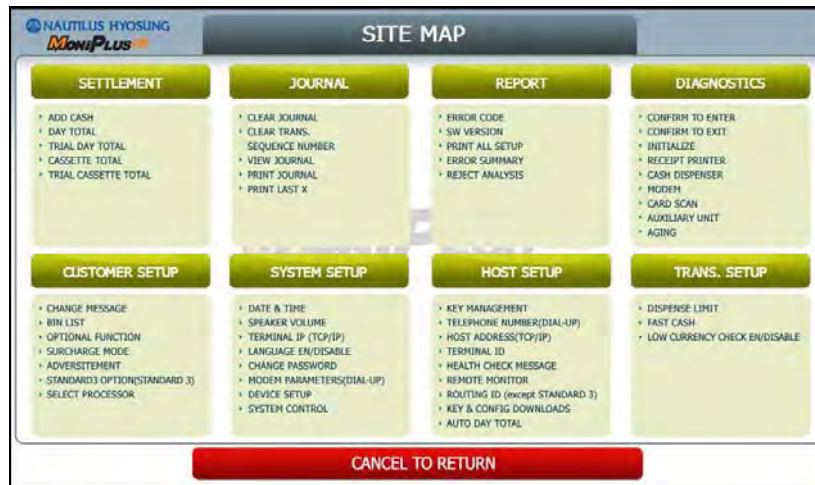 NAUTILUS HYOSUNG
MONIPLUS
SITE MAP
SETTLEMENT
ADD CASH
DAY TOTAL
TRIAL DAY TOTAL
CASSETTE TOTAL
TRIAL CASSETTE TOTAL
JOURNAL
CLEAR JOURNAL
CLEAR TRANS.
SEQUENCE NUMBER
VIEW JOURNAL
PRINT JOURNAL
PRINT LAST X
REPORT
ERROR CODE
SW VERSION
PRINT ALL SETUP
ERROR SUMMARY
REJECT ANALYSIS
DIAGNOSTICS
CONFIRM TO ENTER
CONFIRM TO EXIT
INITIALIZE
RECEIPT PRINTER
CASH DISPENSER
MODEM
CARD SCAN
AUXILIARY UNIT
AGING
CUSTOMER SETUP
CHANGE MESSAGE
BIN LIST
OPTIONAL FUNCTION
SURCHARGE MODE
ADVERSITEMENT
STANDARD3 OPTION(STANDARD 3)
SELECT PROCESSOR
SYSTEM SETUP
DATE & TIME
SPEAKER VOLUME
TERMINAL IP (TCP/IP)
LANGUAGE EN/DISABLE
CHANGE PASSWORD
MODEM PARAMETERS(DIAL-UP)
DEVICE SETUP
SYSTEM CONTROL
HOST SETUP
KEY MANAGEMENT
TELEPHONE NUMBER(DIAL-UP)
HOST ADDRESS(TCP/IP)
TERMINAL ID
HEALTH CHECK MESSAGE
REMOTE MONITOR
ROUTING ID (except STANDARD 3)
KEY & CONFIG DOWNLOADS
AUTO DAY TOTAL
TRANS. SETUP
DISPENSE LIMIT
FAST CASH
LOW CURRENCY CHECK EN/DISABLE
CANCEL TO RETURN